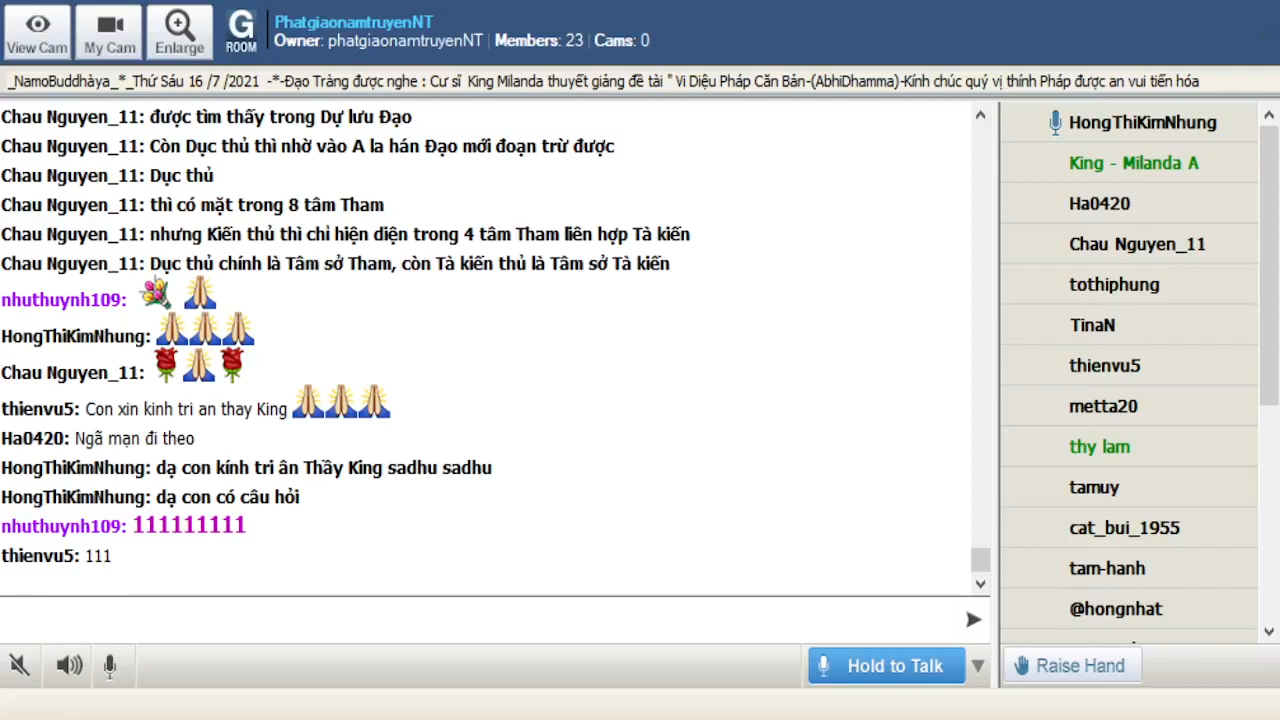 View Cam
My Cam
Enlarge
G
ROOM
PhatgiaonamtruyenNT
Owner: phatgiaonamtruyenNT | Members: 23 | Cams: 0
_NamoBuddhàya_*_Thứ Sáu 16 /7 /2021 -*-Đạo Tràng được nghe : Cư sĩ King Milanda thuyết giảng đề tài " Vi Diệu Pháp Căn Bản-(AbhiDhamma)-Kính chúc quý vị thính Pháp được an vui tiến hóa
Chau Nguyen_11: được tìm thấy trong Dự lưu Đạo
Chau Nguyen_11: Còn Dục thủ thì nhờ vào A la hán Đạo mới đoạn trừ được
Chau Nguyen_11: Dục thủ
Chau Nguyen_11: thì có mặt trong 8 tâm Tham
Chau Nguyen_11: nhưng Kiến thủ thì chỉ hiện diện trong 4 tâm Tham liên hợp Tà kiến
Chau Nguyen_11: Dục thủ chính là Tâm sở Tham, còn Tà kiến thủ là Tâm sở Tà kiến
nhuthuynh109:
HongThiKimNhung:
Chau Nguyen_11:
thienvu5: Con xin kinh tri an thay King
Ha0420: Ngã mạn đi theo
HongThiKimNhung: dạ con kính tri ân Thầy King sadhu sadhu
HongThiKimNhung: dạ con có câu hỏi
nhuthuynh109: 111111111
thienvu5: 111
HongThiKimNhung
King - Milanda A
Ha0420
Chau Nguyen_11
tothiphung
TinaN
thienvu5
metta20
thy lam
tamuy
cat_bui_1955
tam-hanh
@hongnhat
Hold to Talk
Raise Hand